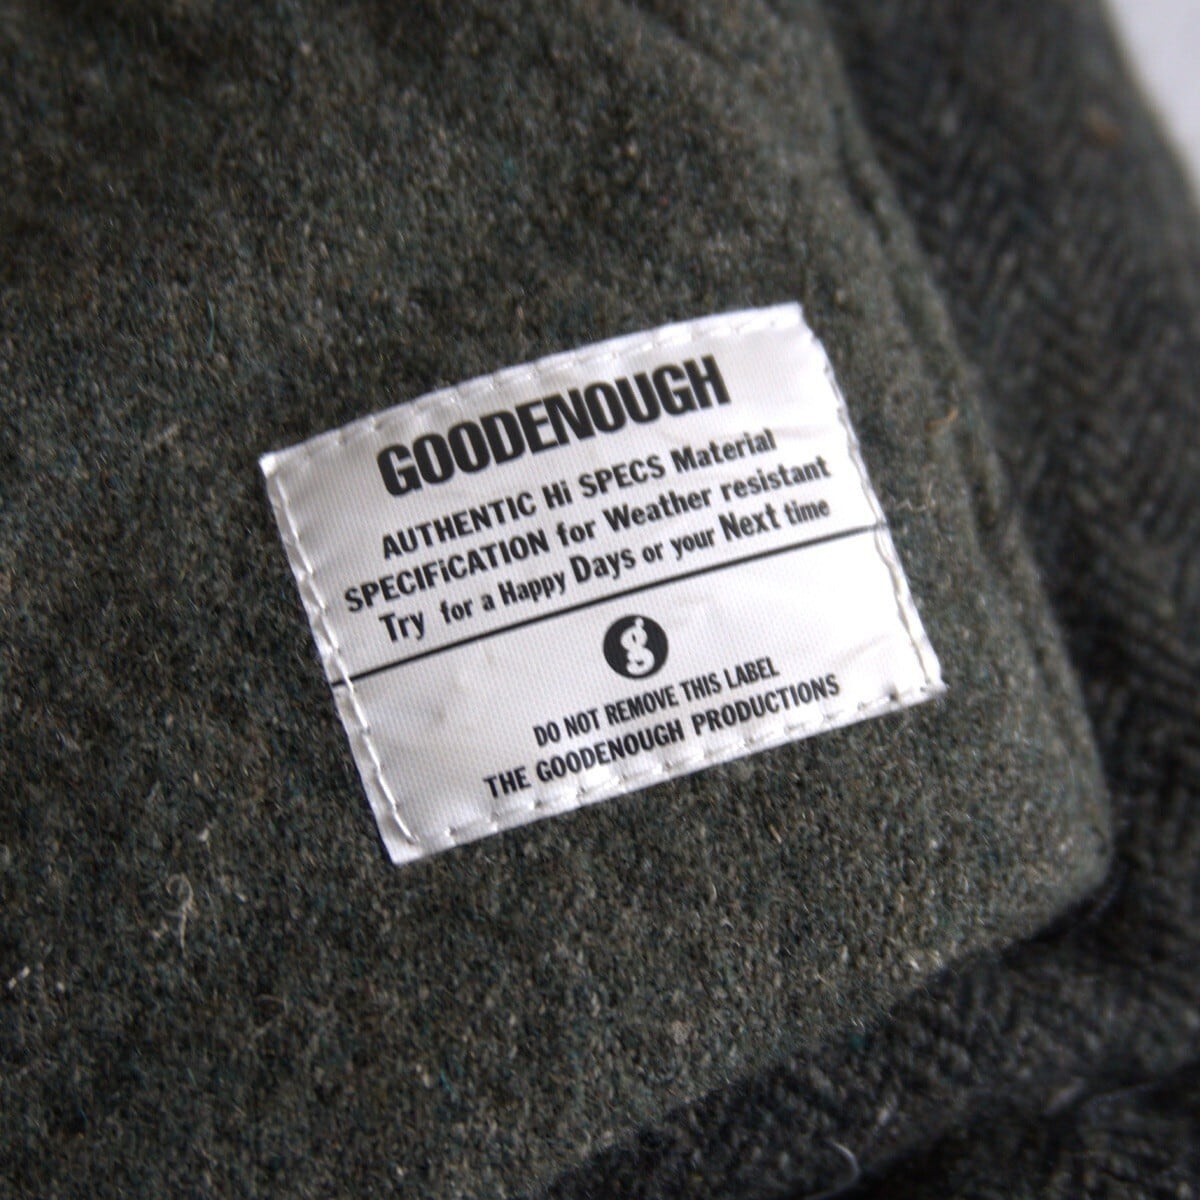 GOODENOUGH
AUTHENTIC Hi SPECS Material
SPECIFiCATION for Weather resistant
Try for a Happy Days or your Next time
g
DO NOT REMOVE THIS LABEL
THE GOODENOUGH PRODUCTIONS